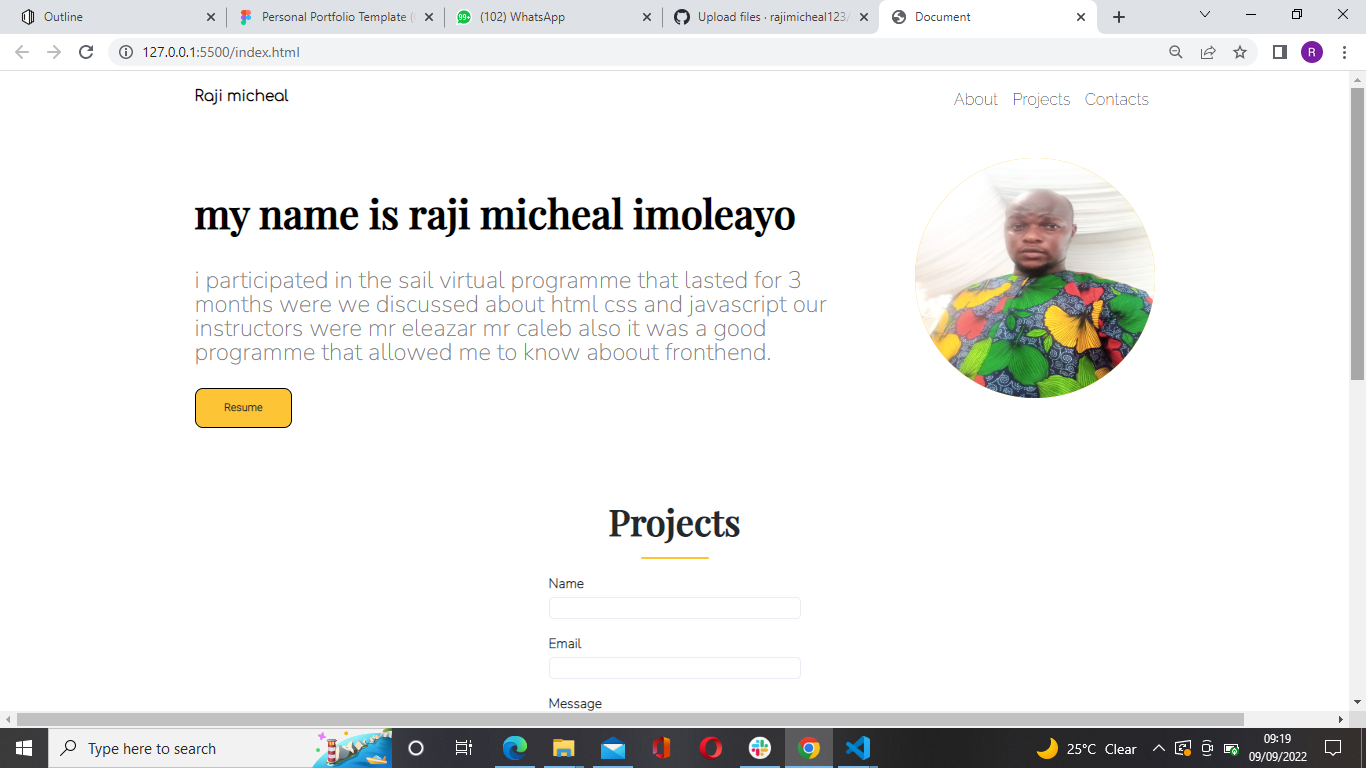 Outline
Personal Portfolio Template (
99+
(102) WhatsApp
Upload files · rajimicheal123/
Document
127.0.0.1:5500/index.html
R
Raji micheal
About Projects Contacts
my name is raji micheal imoleayo
i participated in the sail virtual programme that lasted for 3
months were we discussed about html css and javascript our
instructors were mr eleazar mr caleb also it was a good
programme that allowed me to know aboout fronthend.
Resume
Projects
Name
Email
Message
Type here to search
25°C Clear
09:19
09/09/2022